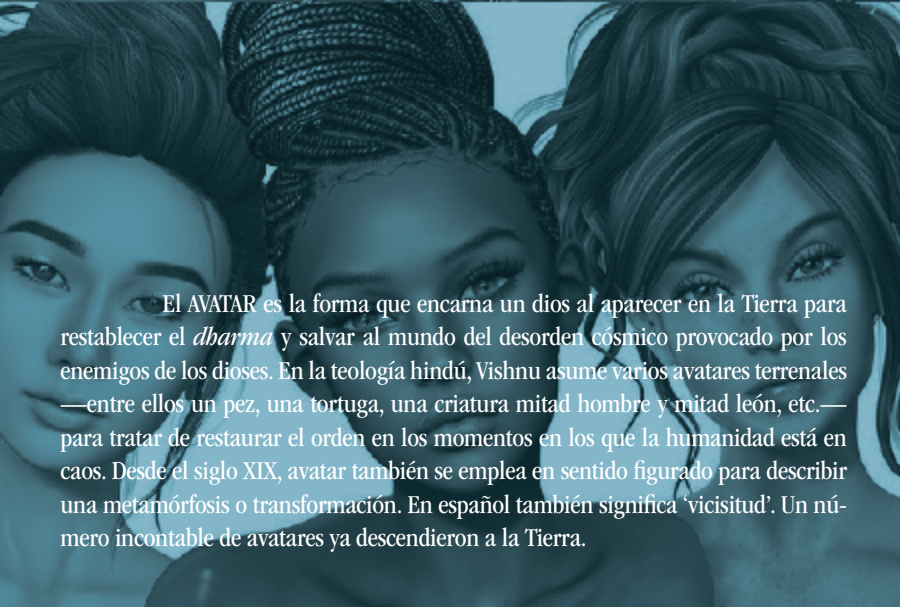 El AVATAR es la forma que encarna un dios al aparecer en la Tierra para
restablecer el dharma y salvar al mundo del desorden cósmico provocado por los
enemigos de los dioses. En la teología hindú, Vishnu asume varios avatares terrenales
—entre ellos un pez, una tortuga, una criatura mitad hombre y mitad león, etc.—
para tratar de restaurar el orden en los momentos en los que la humanidad está en
caos. Desde el siglo XIX, avatar también se emplea en sentido figurado para describir
una metamórfosis o transformación. En español también significa ‘vicisitud’. Un nú-
mero incontable de avatares ya descendieron a la Tierra.